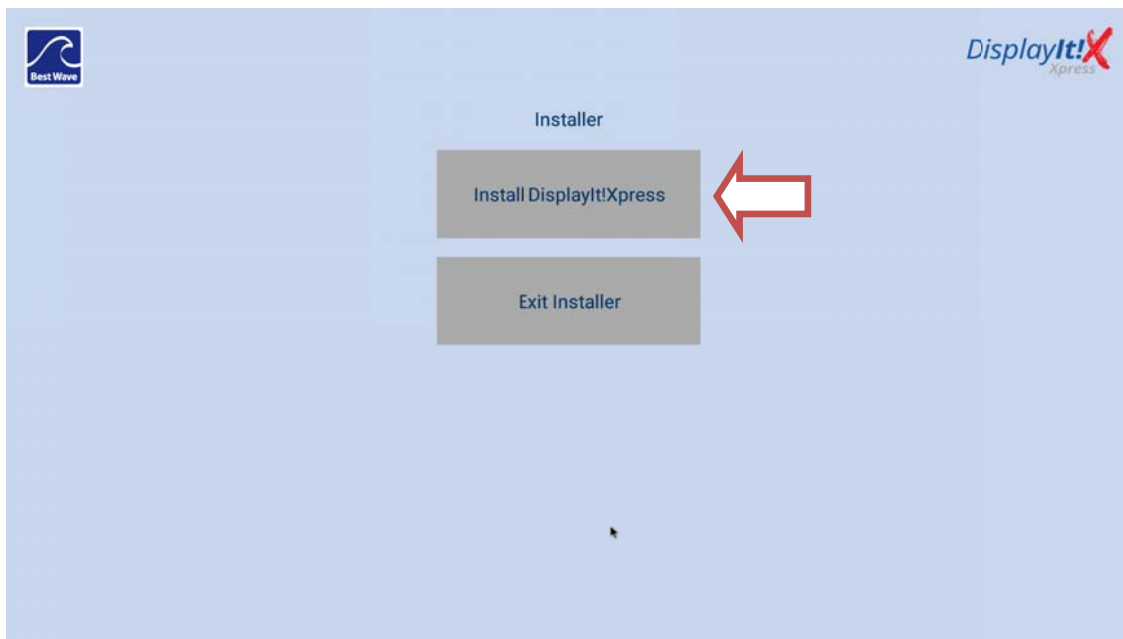 Best Wave
DisplayIt!X
Xpress
Installer
Install DisplayIt!Xpress
Exit Installer